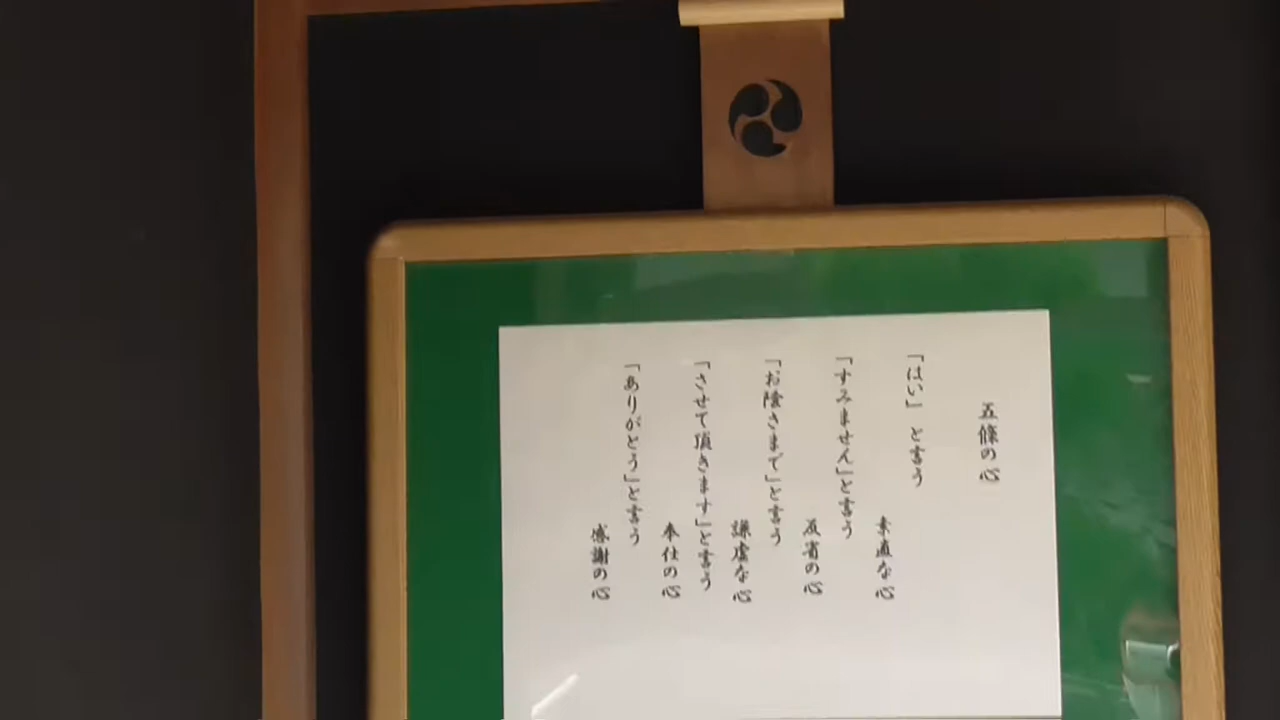 五條の心
「はい」と言う
素直な心
「すみません」と言う
反省の心
「お陰さまで」と言う
謙虚な心
「させて頂きます」と言う
奉仕の心
「ありがとう」と言う
感謝の心